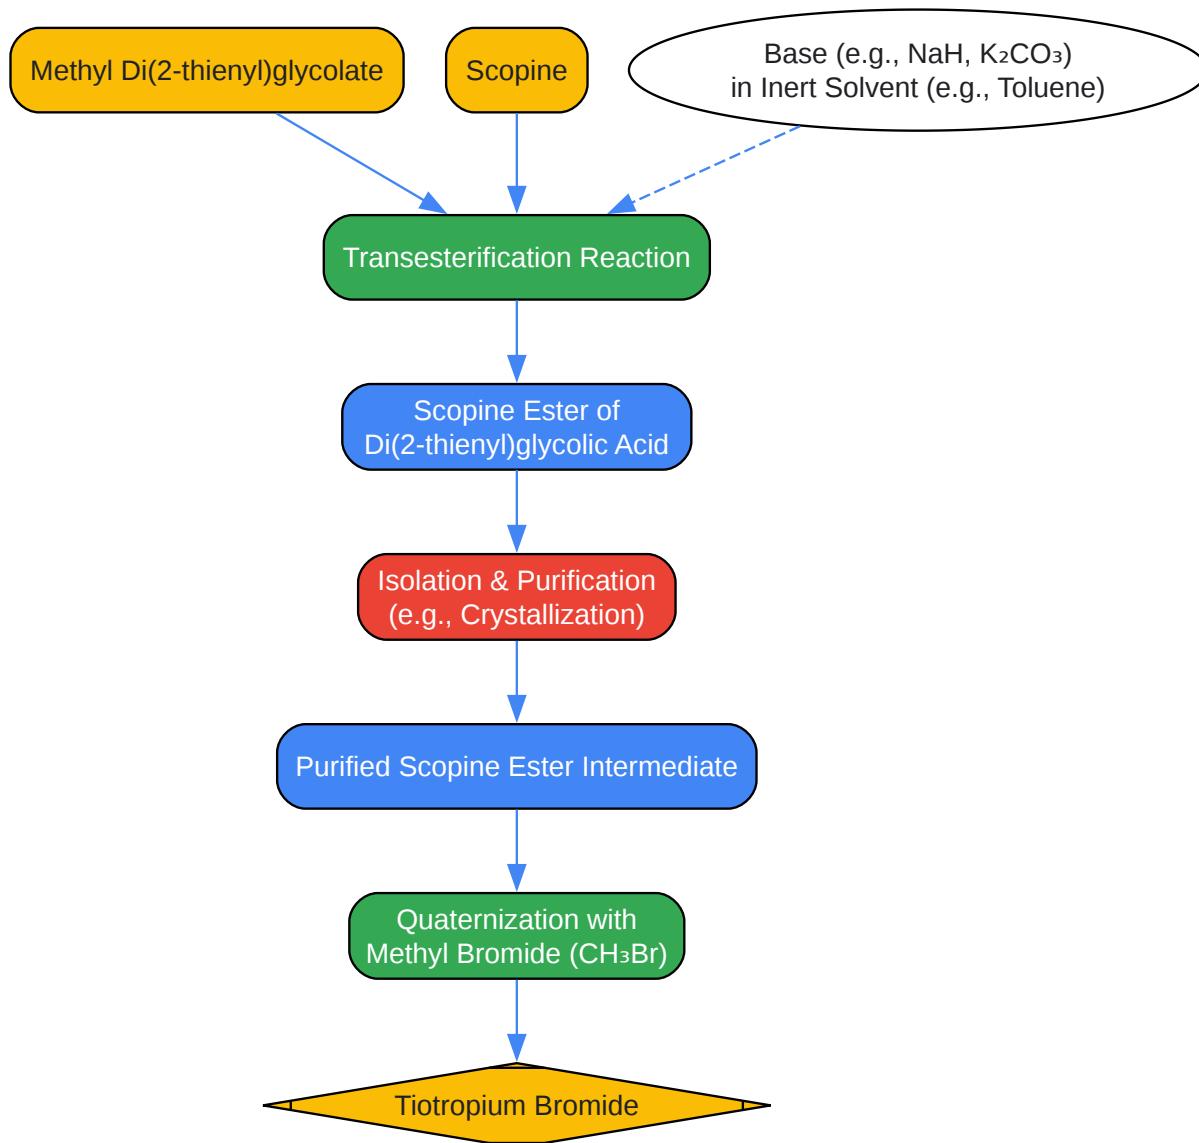 Methyl Di(2-thienyl)glycolate
Scopine
Base (e.g., NaH, K₂CO₃)
in Inert Solvent (e.g., Toluene)
Transesterification Reaction
Scopine Ester of
Di(2-thienyl)glycolic Acid
Isolation & Purification
(e.g., Crystallization)
Purified Scopine Ester Intermediate
Quaternization with
Methyl Bromide (CH₃Br)
Tiotropium Bromide